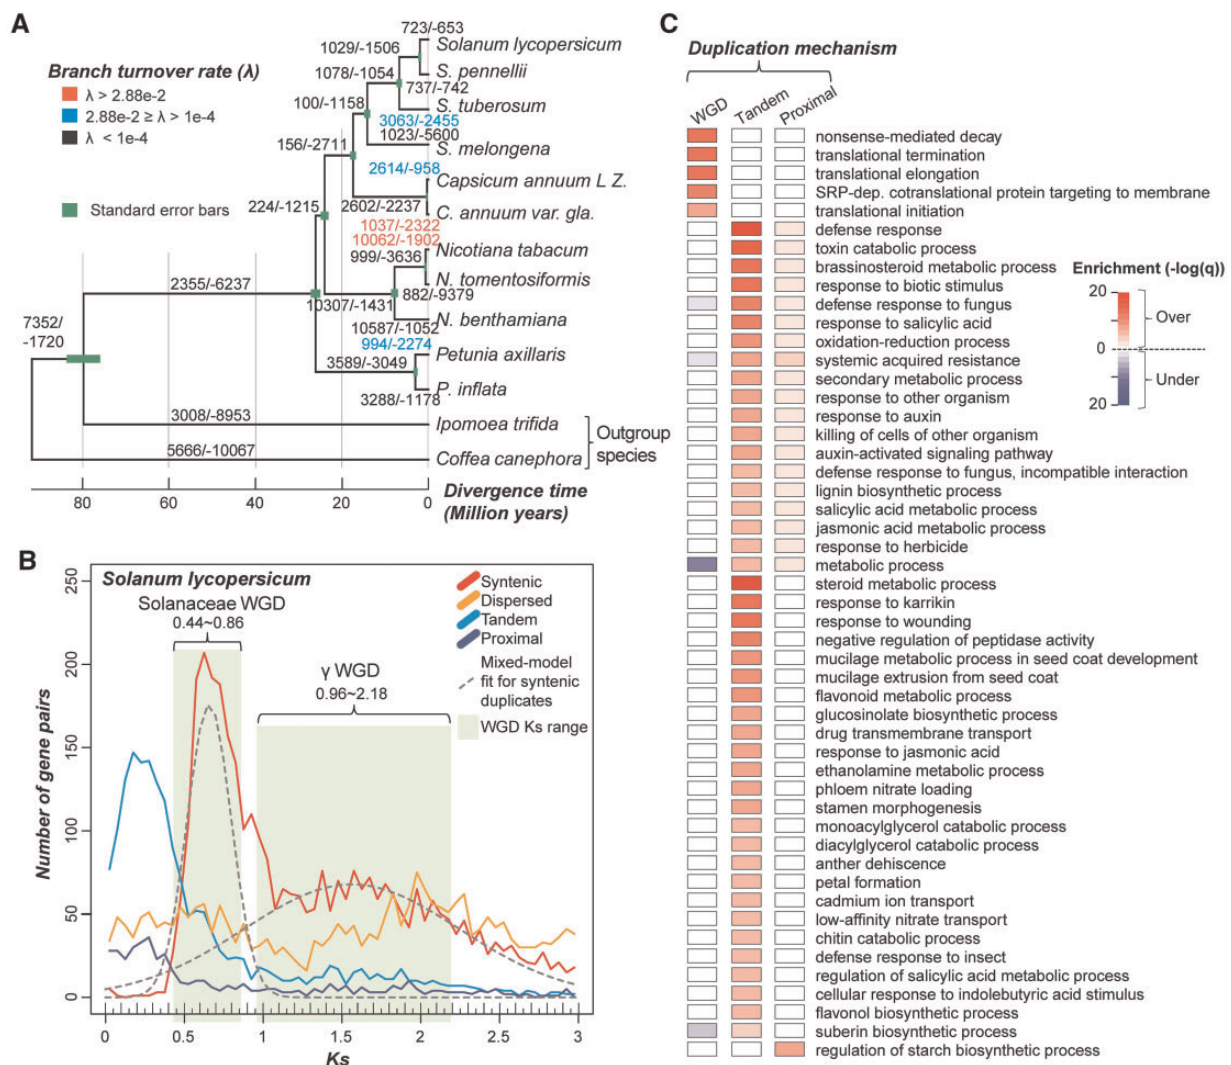 A
Branch turnover rate (λ)
λ > 2.88e-2
2.88e-2 ≥ λ > 1e-4
λ < 1e-4
Standard error bars
723/-653
1029/-1506
Solanum lycopersicum
1078/-1054
S. pennellii
737/-742
100/-1158
S. tuberosum
3063/-2455
1023/-5600
156/-2711
S. melongena
2614/-958
Capsicum annuum L Z.
224/-1215
2602/-2237
C. annuum var. gla.
1037/-2322
10062/-1902
Nicotiana tabacum
999/-3636
N. tomentosiformis
2355/-6237
10307/-1431
882/-9379
N. benthamiana
10587/-1052
994/-2274
7352/
-1720
Petunia axillaris
3589/-3049
P. inflata
3288/-1178
3008/-8953
Ipomoea trifida
5666/-10067
Coffea canephora
Outgroup
species
80
60
40
20
0
Divergence time
(Million years)
B
Solanum lycopersicum
Solanaceae WGD
0.44~0.86
γ WGD
0.96~2.18
Syntenic
Dispersed
Tandem
Proximal
Mixed-model
fit for syntenic
duplicates
WGD Ks range
Number of gene pairs
250
200
150
100
50
0
0
0.5
1
1.5
2
2.5
3
Ks
C
Duplication mechanism
WGD
Tandem
Proximal
nonsense-mediated decay
translational termination
translational elongation
SRP-dep. cotranslational protein targeting to membrane
translational initiation
defense response
toxin catabolic process
brassinosteroid metabolic process
response to biotic stimulus
defense response to fungus
response to salicylic acid
oxidation-reduction process
systemic acquired resistance
secondary metabolic process
response to other organism
response to auxin
killing of cells of other organism
auxin-activated signaling pathway
defense response to fungus, incompatible interaction
lignin biosynthetic process
salicylic acid metabolic process
jasmonic acid metabolic process
response to herbicide
metabolic process
steroid metabolic process
response to karrikin
response to wounding
negative regulation of peptidase activity
mucilage metabolic process in seed coat development
mucilage extrusion from seed coat
flavonoid metabolic process
glucosinolate biosynthetic process
drug transmembrane transport
response to jasmonic acid
ethanolamine metabolic process
phloem nitrate loading
stamen morphogenesis
monoacylglycerol catabolic process
diacylglycerol catabolic process
anther dehiscence
petal formation
cadmium ion transport
low-affinity nitrate transport
chitin catabolic process
defense response to insect
regulation of salicylic acid metabolic process
cellular response to indolebutyric acid stimulus
flavonol biosynthetic process
suberin biosynthetic process
regulation of starch biosynthetic process
Enrichment (-log(q))
20
Over
0
Under
20